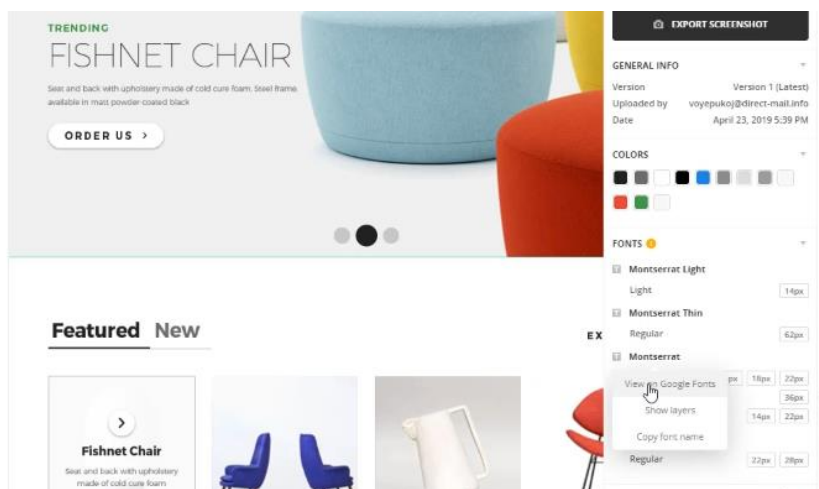 TRENDING
FISHNET CHAIR
Seat and back with upholstery made of cold cure foam. Steel frame
available in matt powder coated black
ORDER US >
Featured New
EX
Fishnet Chair
Seat and back with upholstery
made of cold cure foam
EXPORT SCREENSHOT
GENERAL INFO
Version Version 1 (Latest)
Uploaded by voyepukoj@direct-mail.info
Date April 23, 2019 5:39 PM
COLORS
FONTS
Montserrat Light
Light 14px
Montserrat Thin
Regular 62px
Montserrat
View on Google Fonts px 18px 22px
36px
Show layers 14px 22px
Copy font name
Regular 22px 28px